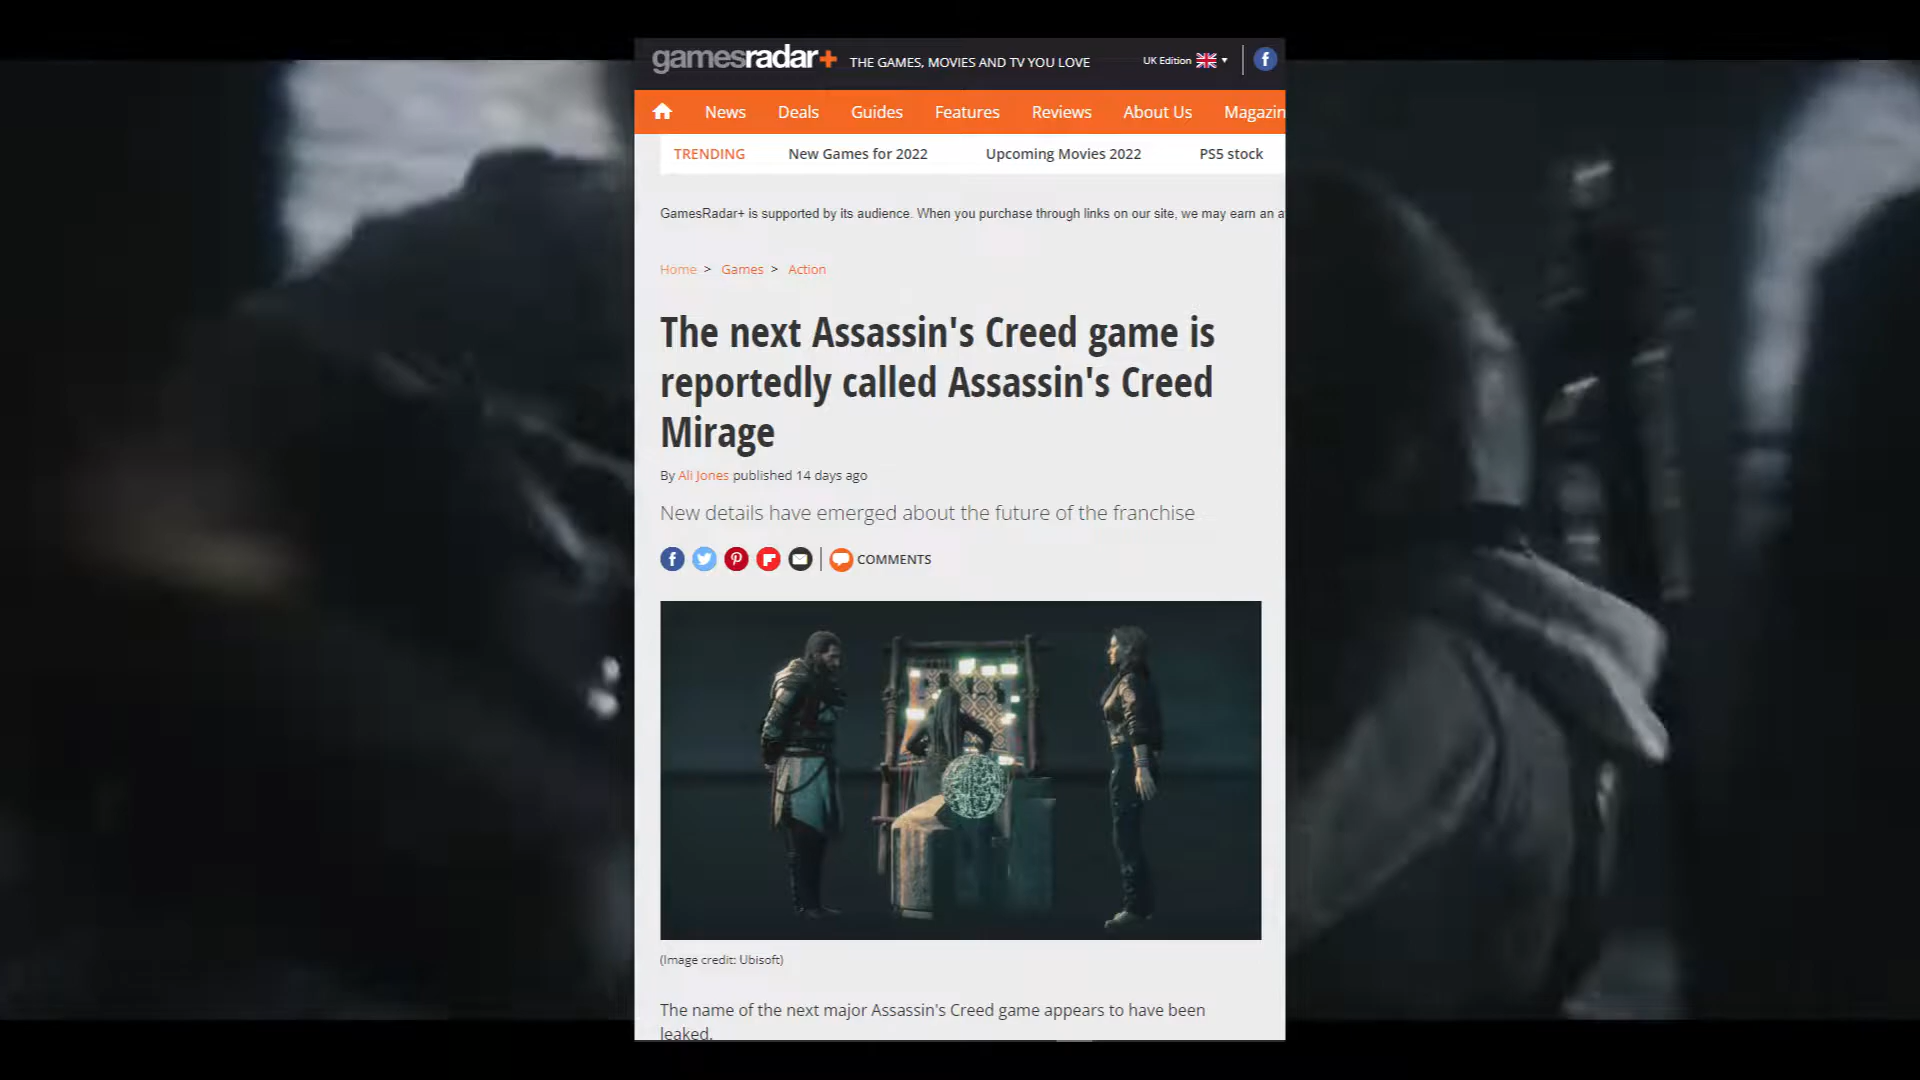 gamesradar+ THE GAMES, MOVIES AND TV YOU LOVE UK Edition
News Deals Guides Features Reviews About Us Magazin
TRENDING New Games for 2022 Upcoming Movies 2022 PS5 stock
GamesRadar+ is supported by its audience. When you purchase through links on our site, we may earn an a
Home > Games > Action
The next Assassin's Creed game is
reportedly called Assassin's Creed
Mirage
By Ali Jones published 14 days ago
New details have emerged about the future of the franchise
COMMENTS
(Image credit: Ubisoft)
The name of the next major Assassin's Creed game appears to have been
leaked.